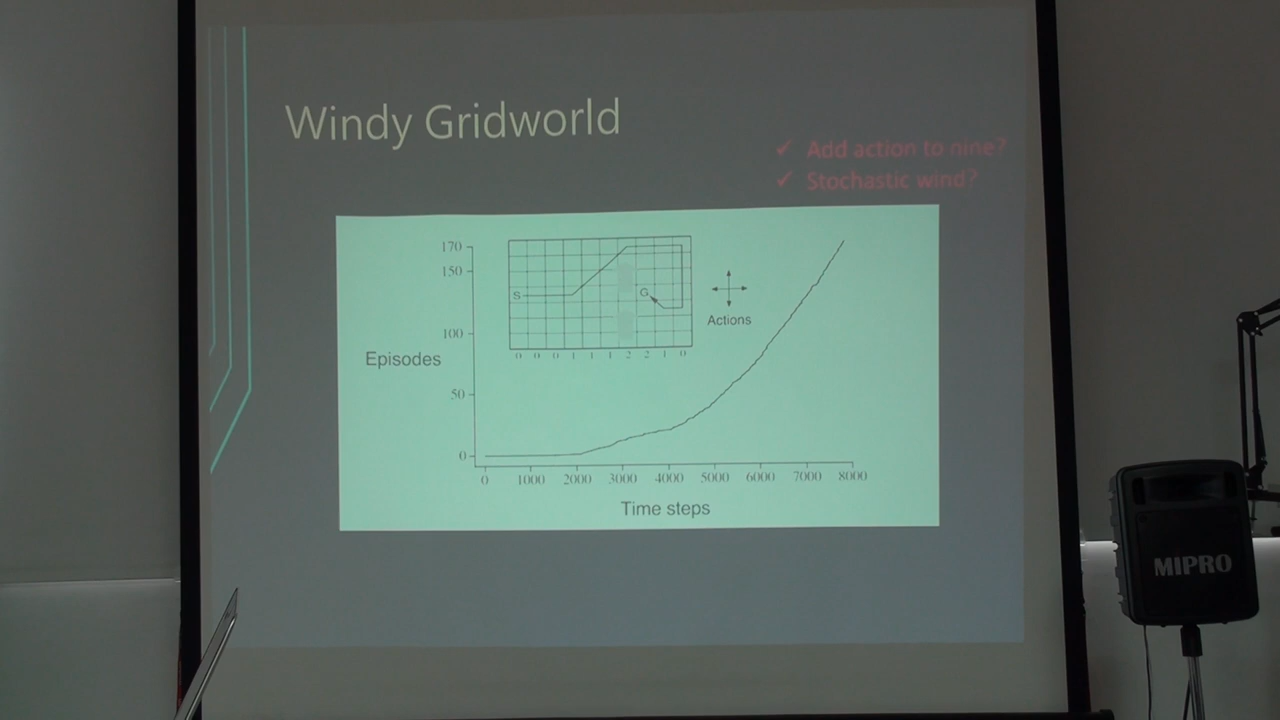 Windy Gridworld
✓ Add action to nine?
✓ Stochastic wind?
170
150
100
50
0
Episodes
S
G
0 0 0 1 1 1 2 2 1 0
Actions
0 1000 2000 3000 4000 5000 6000 7000 8000
Time steps
MIPRO